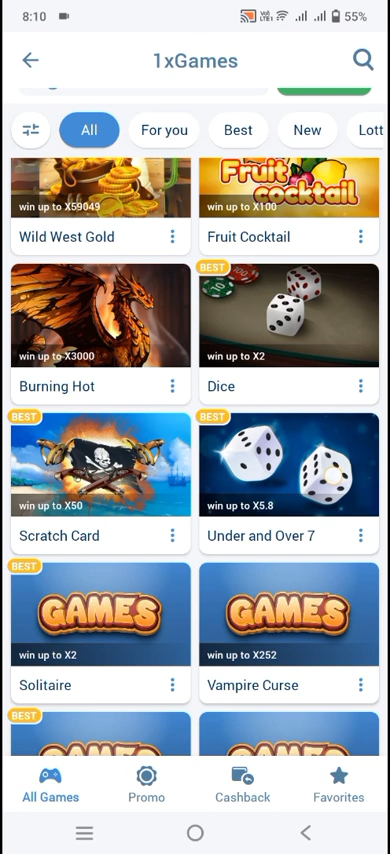 8:10
55%
1xGames
All
For you
Best
New
Lott
win up to X59049
Fruit cocktail
win up to X100
Wild West Gold
Fruit Cocktail
win up to X3000
BEST
win up to X2
Burning Hot
Dice
BEST
win up to X50
BEST
win up to X5.8
Scratch Card
Under and Over 7
BEST
GAMES
win up to X2
GAMES
win up to X252
Solitaire
Vampire Curse
BEST
All Games
Promo
Cashback
Favorites